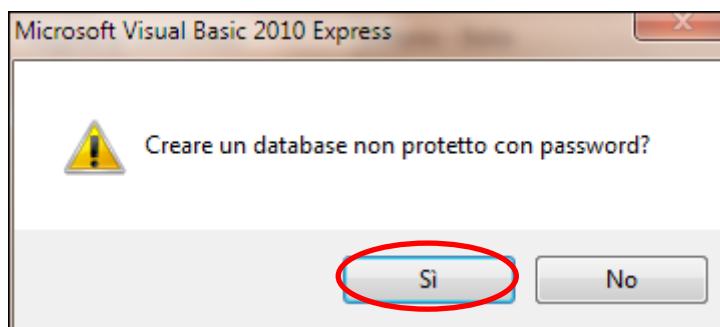 Microsoft Visual Basic 2010 Express
Creare un database non protetto con password?
Sì No